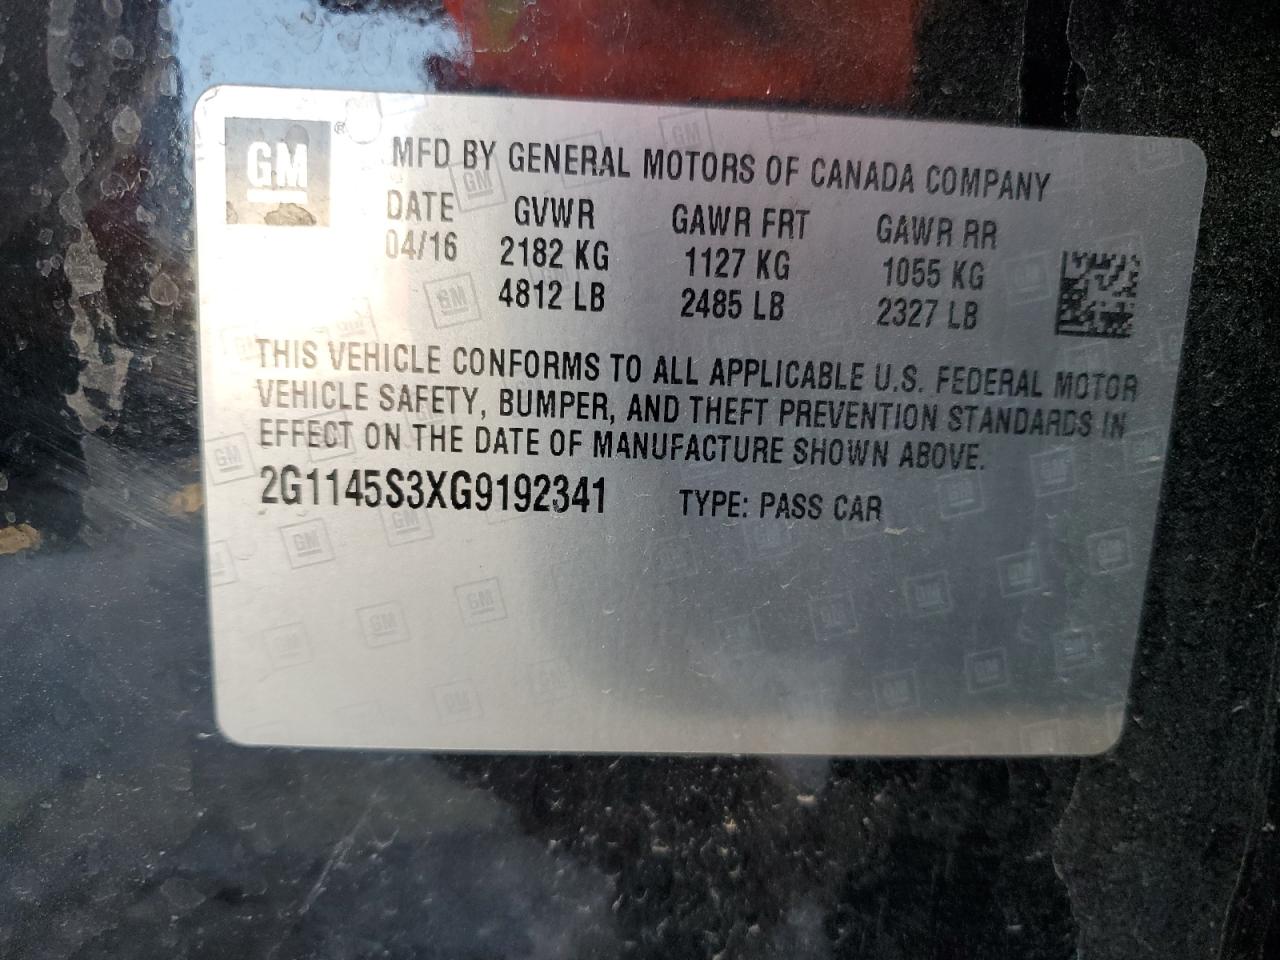 GM ®
MFD BY GENERAL MOTORS OF CANADA COMPANY
DATE GVWR GAWR FRT GAWR RR
04/16 2182 KG 1127 KG 1055 KG
4812 LB 2485 LB 2327 LB
THIS VEHICLE CONFORMS TO ALL APPLICABLE U.S. FEDERAL MOTOR
VEHICLE SAFETY, BUMPER, AND THEFT PREVENTION STANDARDS IN
EFFECT ON THE DATE OF MANUFACTURE SHOWN ABOVE.
2G1145S3XG9192341 TYPE: PASS CAR